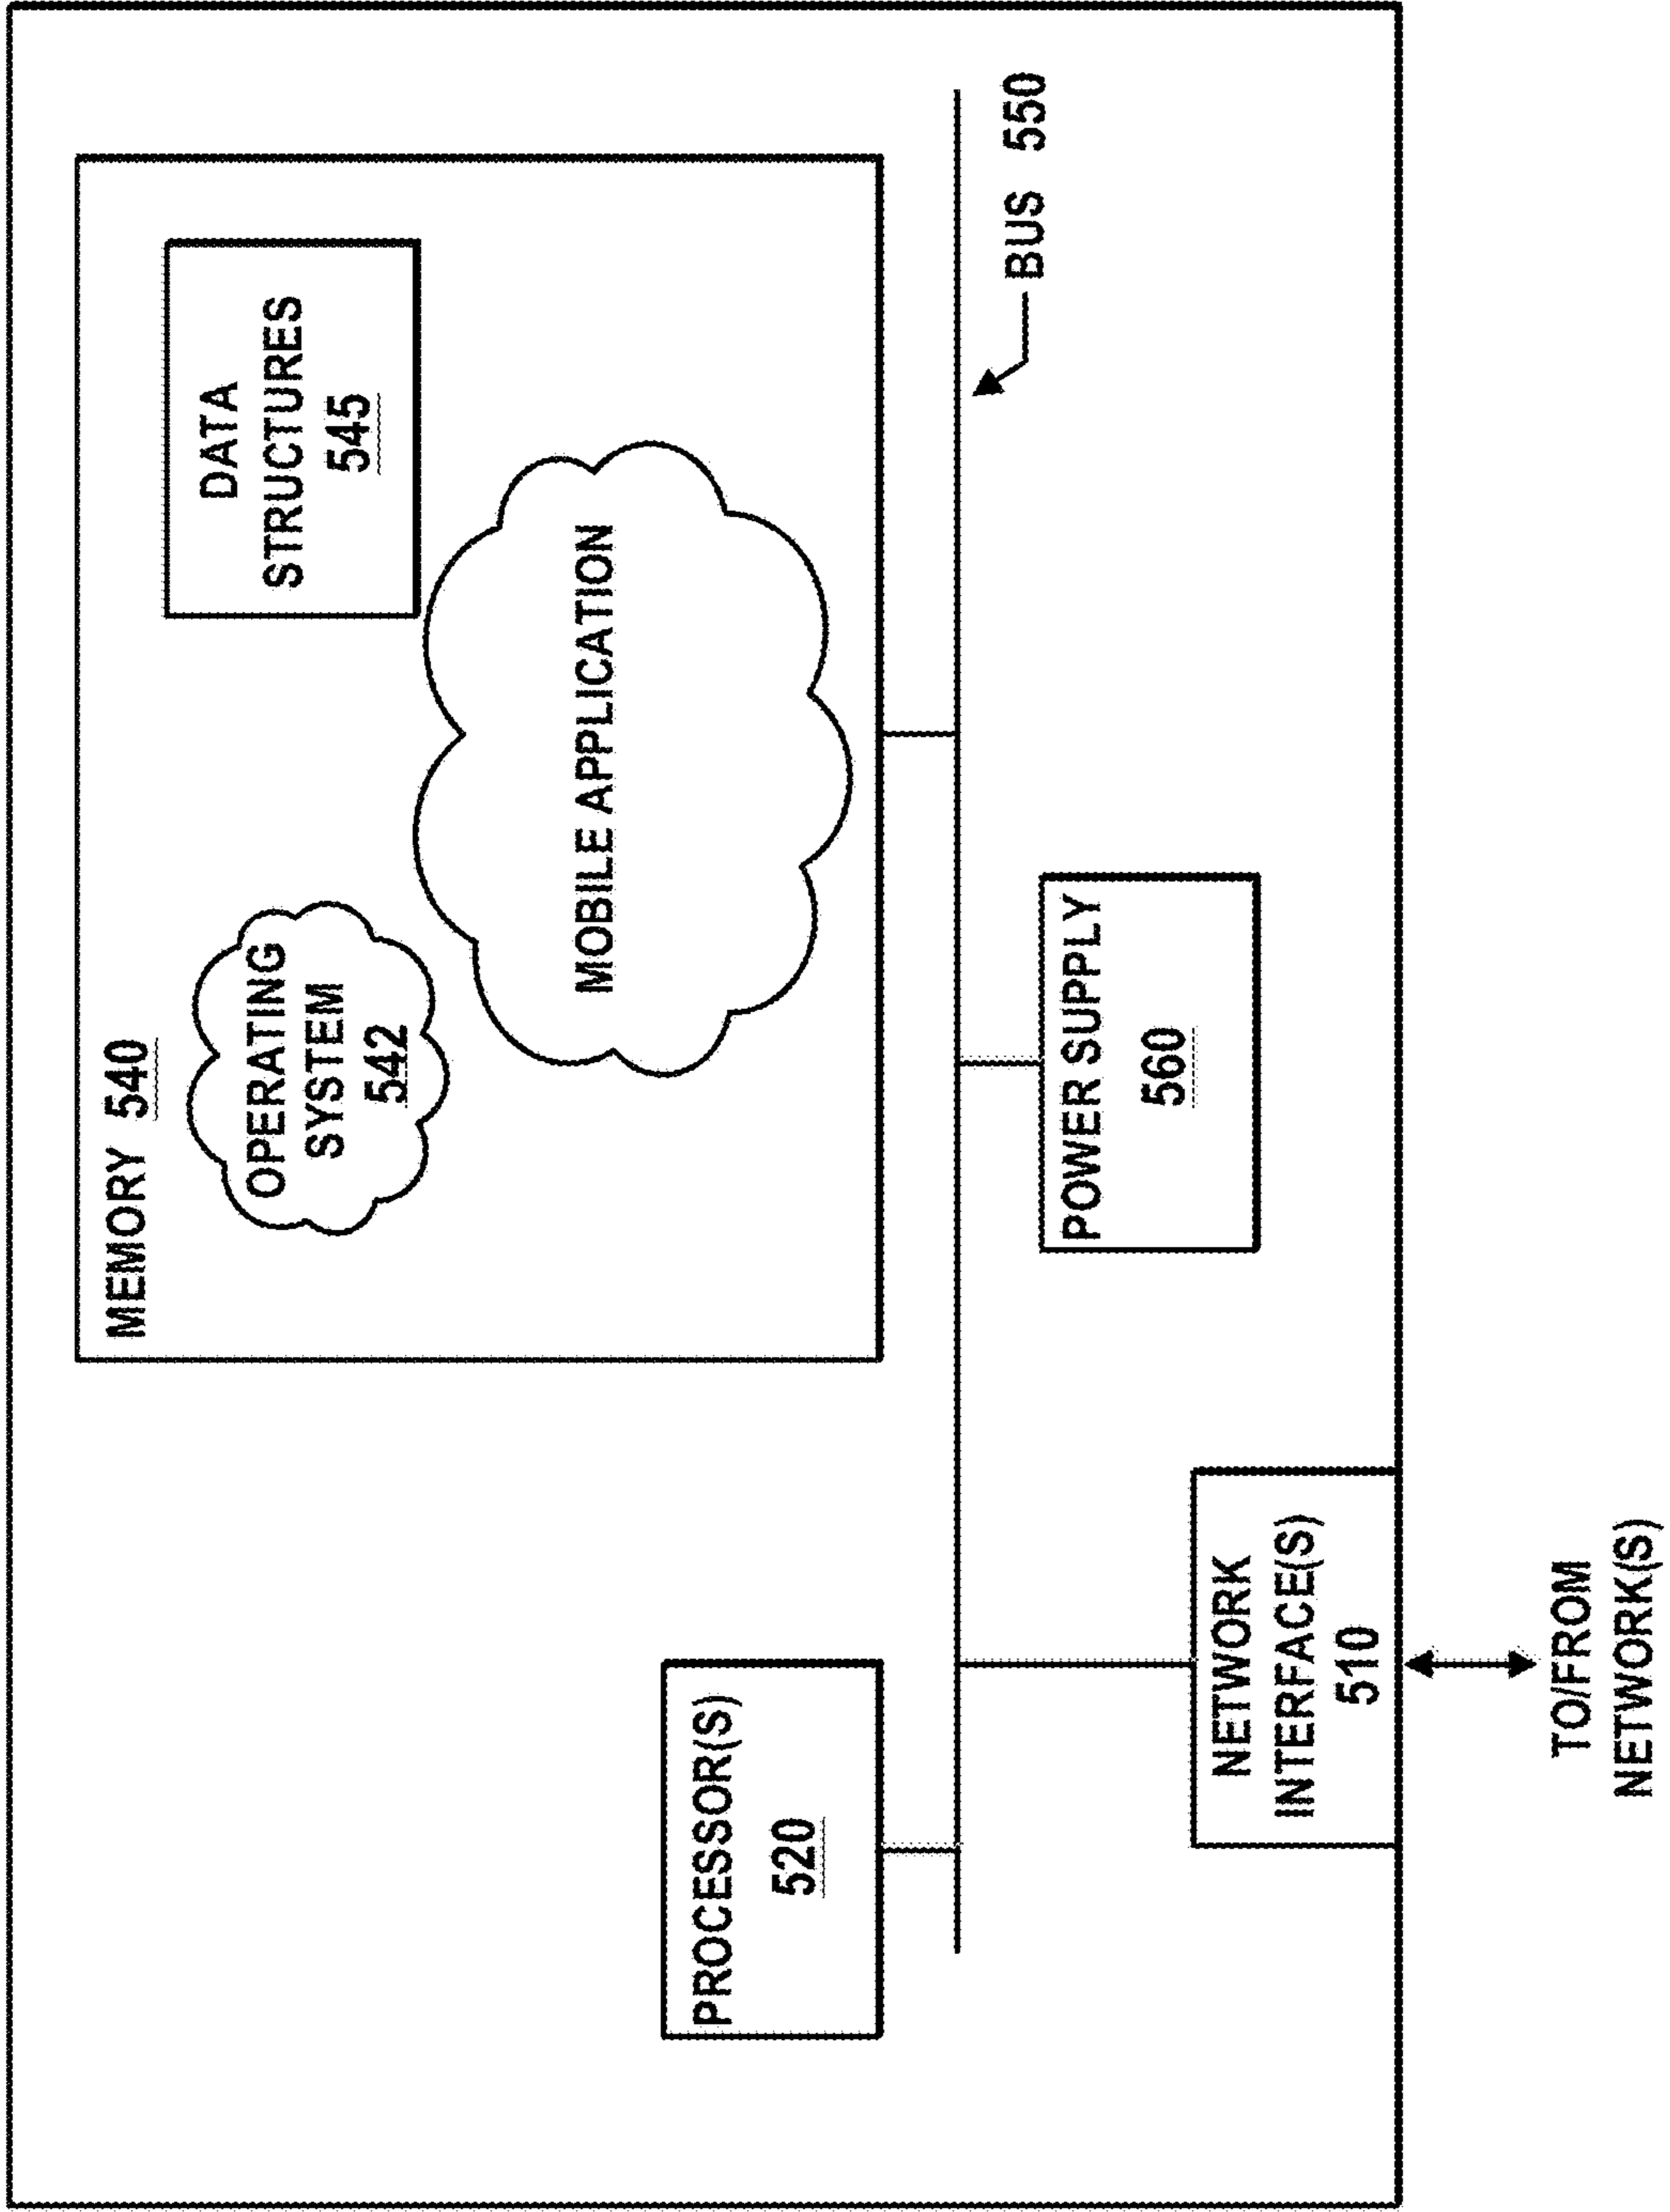 MEMORY 540
OPERATING
SYSTEM
542
DATA
STRUCTURES
545
MOBILE APPLICATION
PROCESSOR(S)
520
BUS 550
POWER SUPPLY
560
NETWORK
INTERFACE(S)
510
TO/FROM
NETWORK(S)